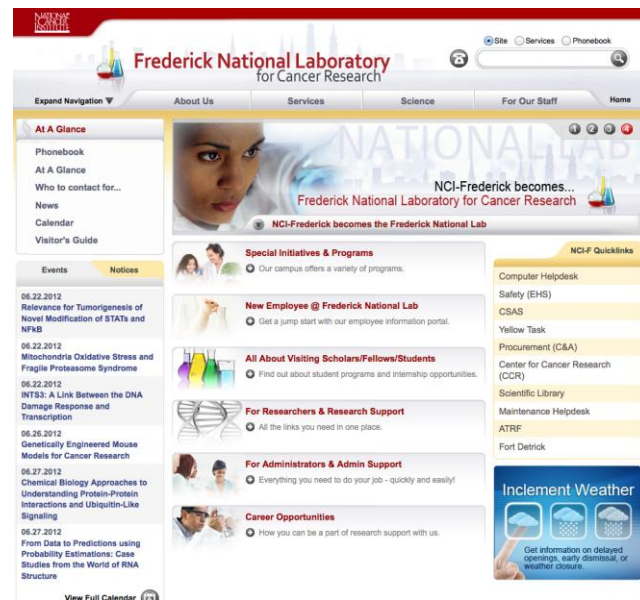 NATIONAL
CANCER
INSTITUTE
Site Services Phonebook
Frederick National Laboratory
for Cancer Research
Expand Navigation ▼ About Us Services Science For Our Staff Home
At A Glance
Phonebook
At A Glance
Who to contact for...
News
Calendar
Visitor's Guide
Events Notices
06.22.2012
Relevance for Tumorigenesis of
Novel Modification of STATs and
NFkB
06.22.2012
Mitochondria Oxidative Stress and
Fragile Proteasome Syndrome
06.22.2012
INTS3: A Link Between the DNA
Damage Response and
Transcription
06.26.2012
Genetically Engineered Mouse
Models for Cancer Research
06.27.2012
Chemical Biology Approaches to
Understanding Protein-Protein
Interactions and Ubiquitin-Like
Signaling
06.27.2012
From Data to Predictions using
Probability Estimations: Case
Studies from the World of RNA
Structure
View Full Calendar
1 2 3 4
NATIONAL LAB
NCI-Frederick becomes...
Frederick National Laboratory for Cancer Research
NCI-Frederick becomes the Frederick National Lab
Special Initiatives & Programs
Our campus offers a variety of programs.
New Employee @ Frederick National Lab
Get a jump start with our employee information portal.
All About Visiting Scholars/Fellows/Students
Find out about student programs and internship opportunities.
For Researchers & Research Support
All the links you need in one place.
For Administrators & Admin Support
Everything you need to do your job - quickly and easily!
Career Opportunities
How you can be a part of research support with us.
NCI-F Quicklinks
Computer Helpdesk
Safety (EHS)
CSAS
Yellow Task
Procurement (C&A)
Center for Cancer Research
(CCR)
Scientific Library
Maintenance Helpdesk
ATRF
Fort Detrick
Inclement Weather
Get information on delayed
openings, early dismissal, or
weather closure.